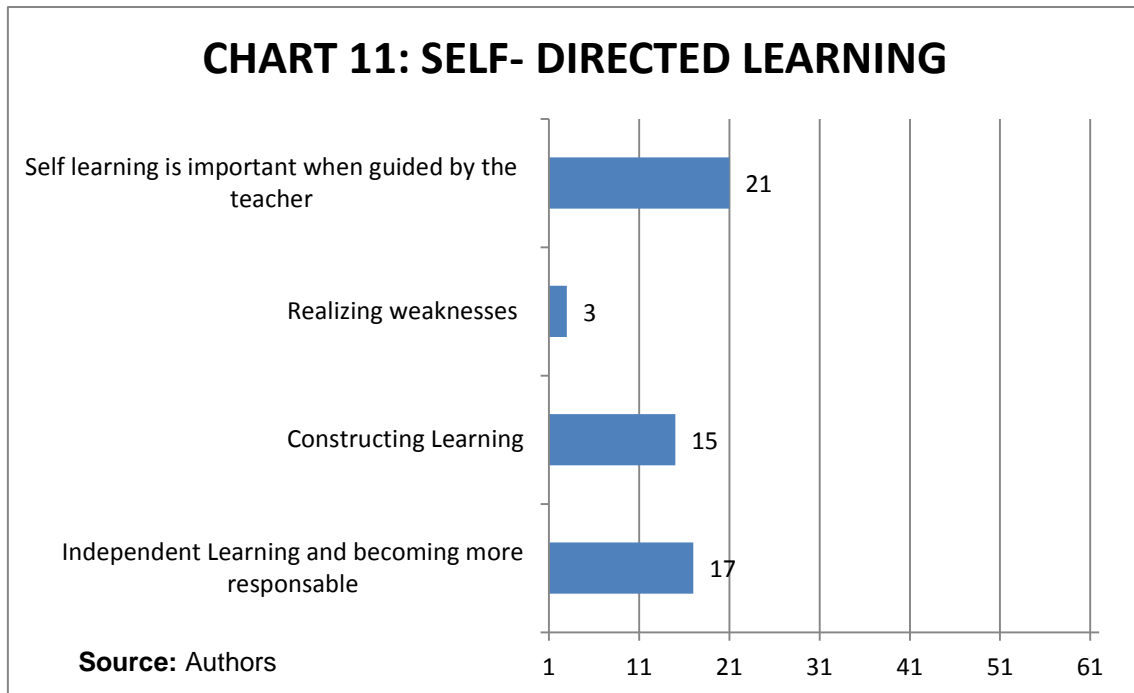 CHART 11: SELF- DIRECTED LEARNING
Self learning is important when guided by the
teacher
21
Realizing weaknesses
3
Constructing Learning
15
Independent Learning and becoming more
responsable
17
Source: Authors
1 11 21 31 41 51 61